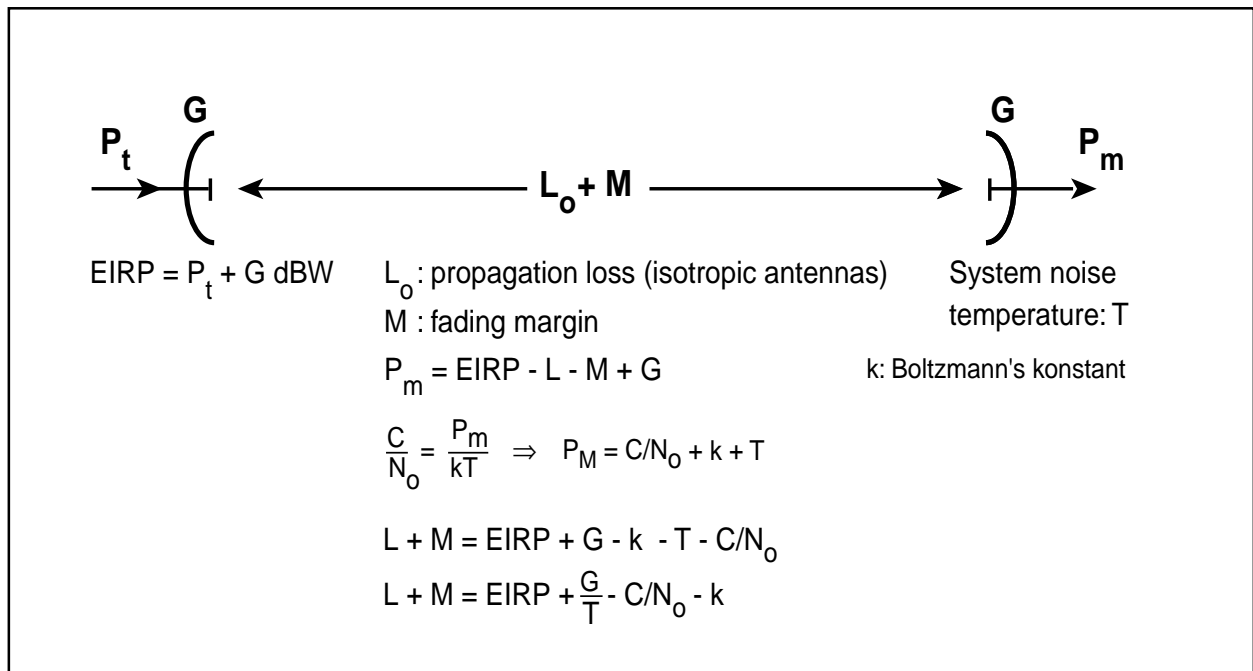 G G
P_t P_m
L_o + M
EIRP = P_t + G dBW L_o : propagation loss (isotropic antennas) System noise
M : fading margin temperature: T
P_m = EIRP - L - M + G k: Boltzmann's konstant
C/N_o = P_m/kT ⇒ P_M = C/N_o + k + T
L + M = EIRP + G - k - T - C/N_o
L + M = EIRP + G/T - C/N_o - k